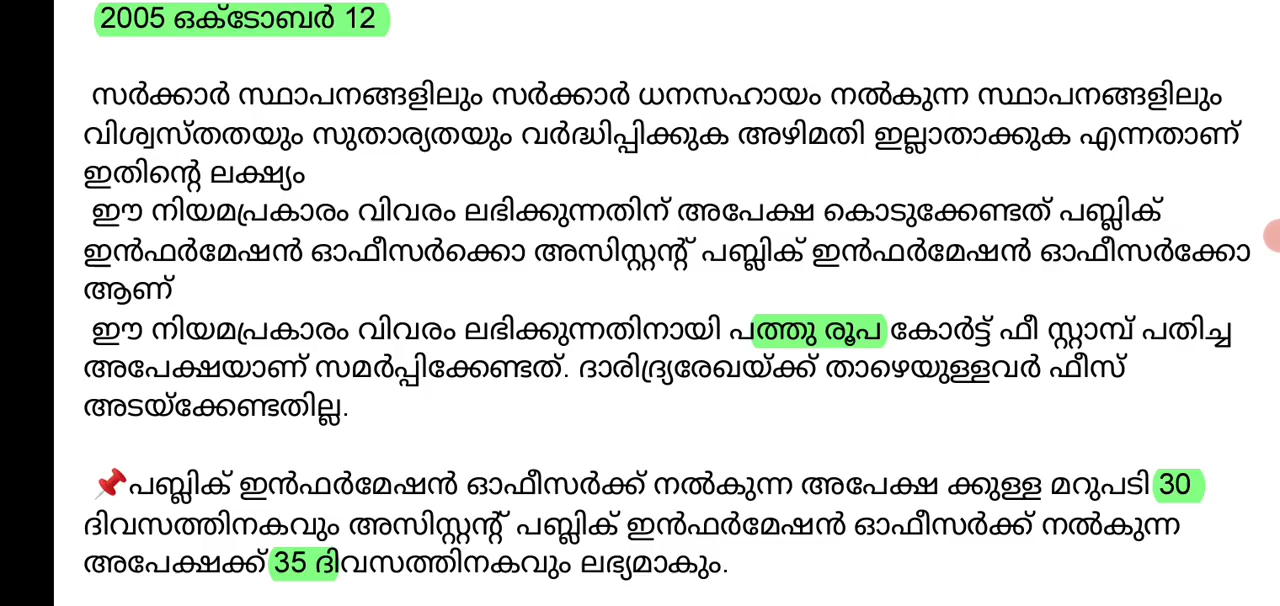 2005 ഒക്ടോബർ 12
സർക്കാർ സ്ഥാപനങ്ങളിലും സർക്കാർ ധനസഹായം നൽകുന്ന സ്ഥാപനങ്ങളിലും
വിശ്വസ്തതയും സുതാര്യതയും വർദ്ധിപ്പിക്കുക അഴിമതി ഇല്ലാതാക്കുക എന്നതാണ്
ഇതിന്റെ ലക്ഷ്യം
ഈ നിയമപ്രകാരം വിവരം ലഭിക്കുന്നതിന് അപേക്ഷ കൊടുക്കേണ്ടത് പബ്ലിക്
ഇൻഫർമേഷൻ ഓഫീസർക്കൊ അസിസ്റ്റന്റ് പബ്ലിക് ഇൻഫർമേഷൻ ഓഫീസർക്കോ
ആണ്
ഈ നിയമപ്രകാരം വിവരം ലഭിക്കുന്നതിനായി പത്തു രൂപ കോർട്ട് ഫീ സ്റ്റാമ്പ് പതിച്ച
അപേക്ഷയാണ് സമർപ്പിക്കേണ്ടത്. ദാരിദ്ര്യരേഖയ്ക്ക് താഴെയുള്ളവർ ഫീസ്
അടയ്ക്കേണ്ടതില്ല.
📌പബ്ലിക് ഇൻഫർമേഷൻ ഓഫീസർക്ക് നൽകുന്ന അപേക്ഷ ക്കുള്ള മറുപടി 30
ദിവസത്തിനകവും അസിസ്റ്റന്റ് പബ്ലിക് ഇൻഫർമേഷൻ ഓഫീസർക്ക് നൽകുന്ന
അപേക്ഷക്ക് 35 ദിവസത്തിനകവും ലഭ്യമാകും.